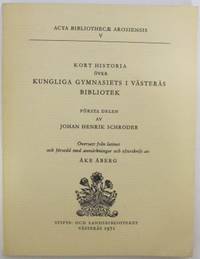 ACTA BIBLIOTHECÆ AROSIENSIS
V
KORT HISTORIA
ÖVER
KUNGLIGA GYMNASIETS I VÄSTERÅS
BIBLIOTEK
FÖRSTA DELEN
AV
JOHAN HENRIK SCHRÖDER
Översatt från latinet
och försedd med anmärkningar och efterskrift av
ÅKE ÅBERG
STIFTS- OCH LANDSBIBLIOTEKET
VÄSTERÅS 1971